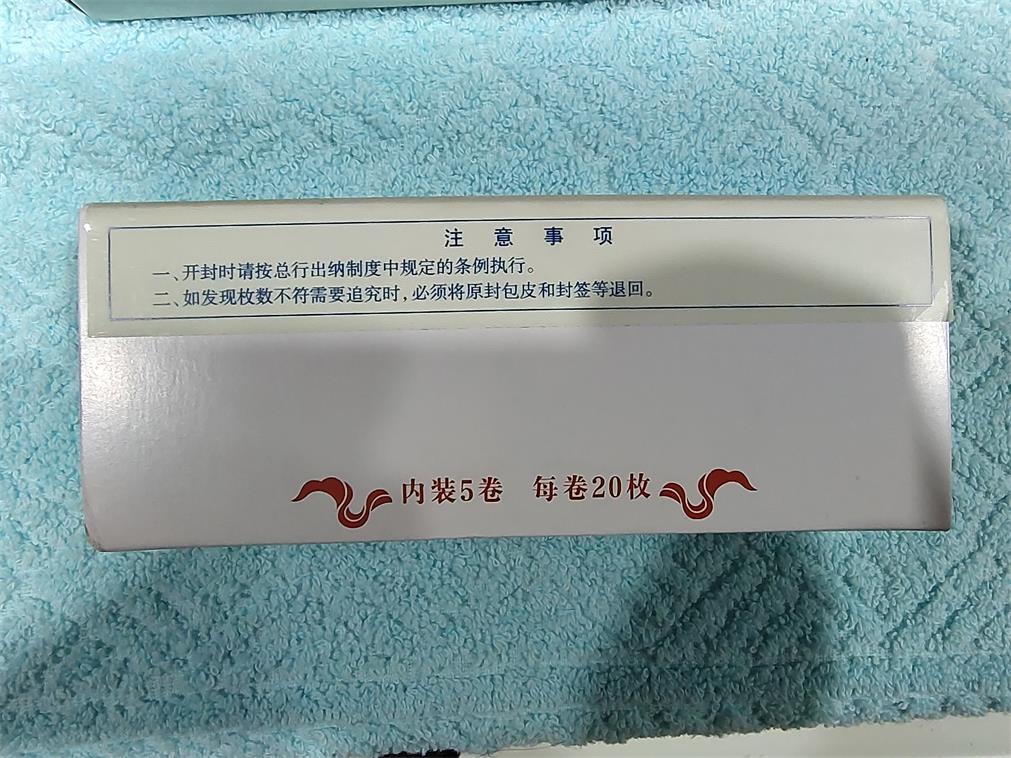 注意事项
一、开封时请按总行出纳制度中规定的条例执行。
二、如发现枚数不符需要追究时，必须将原封包皮和封签等退回。
内装5卷 每卷20枚